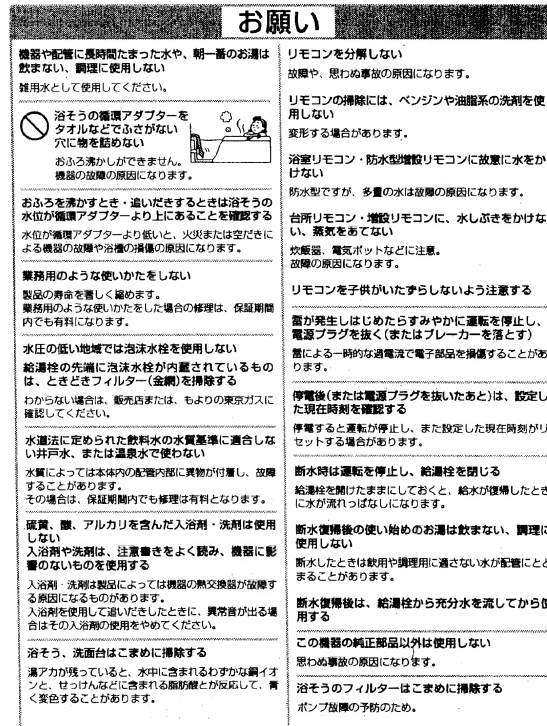 お願い
機器や配管に長時間たまった水や、朝一番のお湯は
飲まない、調理に使用しない
雑用水として使用してください。
浴そうの循環アダプターを
タオルなどでふさがない
穴に物を詰めない
おふろ沸かしができません。
機器の故障の原因になります。
おふろを沸かすとき・追いだきするときは浴そうの
水位が循環アダプターより上にあることを確認する
水位が循環アダプターより低いと、火災または空だきに
よる機器の故障や浴槽の損傷の原因になります。
業務用のような使いかたをしない
製品の寿命を著しく縮めます。
業務用のような使いかたをした場合の修理は、保証期間
内でも有料になります。
水圧の低い地域では泡沫水栓を使用しない
給湯栓の先端に泡沫水栓が内蔵されているもの
は、ときどきフィルター(金網)を掃除する
わからない場合は、販売店または、もよりの東京ガスに
確認してください。
水道法に定められた飲料水の水質基準に適合しな
い井戸水、または温泉水で使わない
水質によっては本体内の配管内部に異物が付着し、故障
することがあります。
その場合は、保証期間内でも修理は有料となります。
硫黄、酸、アルカリを含んだ入浴剤・洗剤は使用
しない
入浴剤や洗剤は、注意書きをよく読み、機器に影
響のないものを使用する
入浴剤・洗剤は製品によっては機器の熱交換器が故障す
る原因になるものがあります。
入浴剤を使用して追いだきしたときに、異常音が出る場
合はその入浴剤の使用をやめてください。
浴そう、洗面台はこまめに掃除する
湯アカが残っていると、水中に含まれるわずかな銅イオ
ンと、せっけんなどに含まれる脂肪酸とが反応して、青
く変色することがあります。
リモコンを分解しない
故障や、思わぬ事故の原因になります。
リモコンの掃除には、ベンジンや油脂系の洗剤を使
用しない
変形する場合があります。
浴室リモコン・防水型増設リモコンに故意に水をか
けない
防水型ですが、多量の水は故障の原因になります。
台所リモコン・増設リモコンに、水しぶきをかけな
い、蒸気をあてない
炊飯器、電気ポットなどに注意。
故障の原因になります。
リモコンを子供がいたずらしないよう注意する
雷が発生しはじめたらすみやかに運転を停止し、
電源プラグを抜く(またはブレーカーを落とす)
雷による一時的な過電流で電子部品を損傷することがあ
ります。
停電後(または電源プラグを抜いたあと)は、設定し
た現在時刻を確認する
停電すると運転が停止し、また設定した現在時刻がリ
セットする場合があります。
断水時は運転を停止し、給湯栓を閉じる
給湯栓を開けたままにしておくと、給水が復帰したとき
に水が流れっぱなしになります。
断水復帰後の使い始めのお湯は飲まない、調理に
使用しない
断水したときは飲用や調理用に適さない水が配管にとど
まることがあります。
断水復帰後は、給湯栓から充分水を流してから使
用する
この機器の純正部品以外は使用しない
思わぬ事故の原因になります。
浴そうのフィルターはこまめに掃除する
ポンプ故障の予防のため。